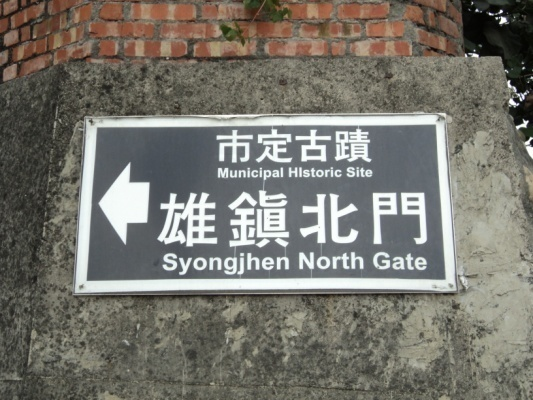 市定古蹟
Municipal HIstoric Site
雄鎮北門
Syongjhen North Gate